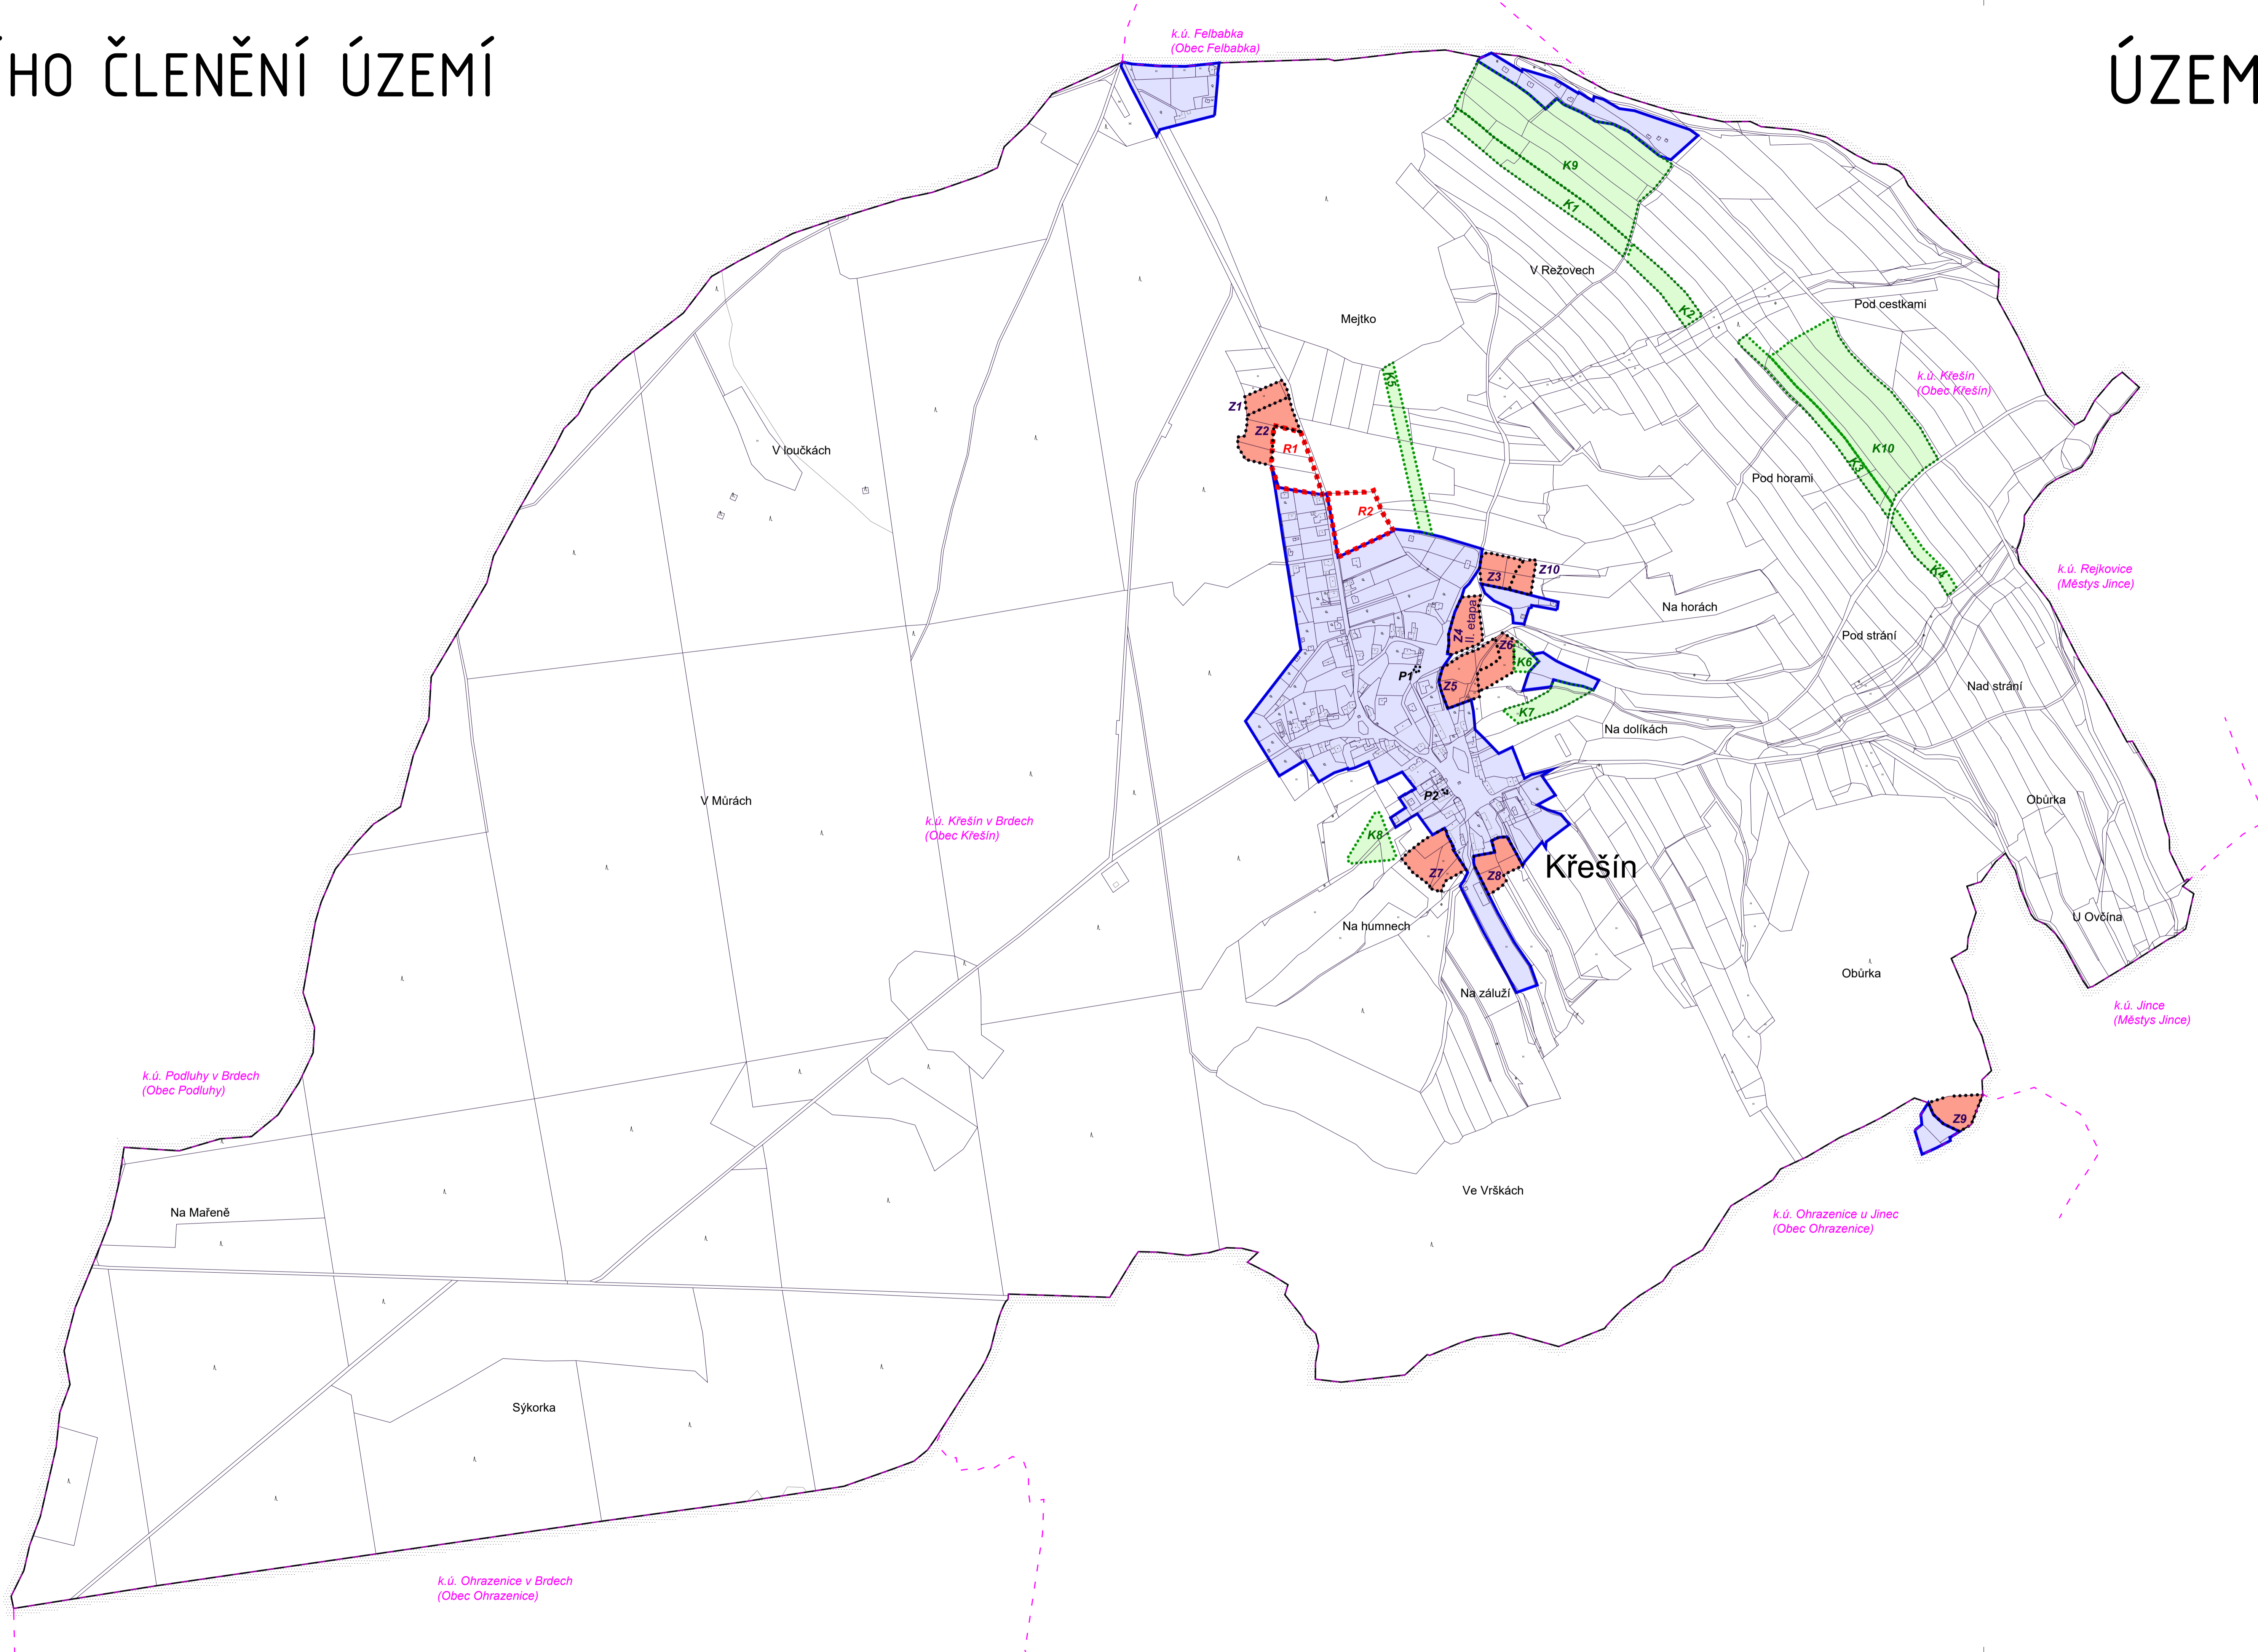 ÍHO ČLENĚNÍ ÚZEMÍ
ÚZEM
k.ú. Felbabka
(Obec Felbabka)
K9
K1
V Režovech
K2
Pod cestkami
Mejtko
k.ú. Křešín
(Obec Křešín)
K5
Z1
Z2
R1
V loučkách
K10
K3
Pod horami
R2
Z3
Z10
K4
k.ú. Rejkovice
(Městys Jince)
Na horách
Z4
II. etapa
Pod strání
Z6
K6
P1
Z5
Nad strání
K7
Na dolíkách
V Můrách
P2
Obůrka
k.ú. Křešín v Brdech
(Obec Křešín)
K8
Křešín
Z7
Z8
U Ovčína
Na humnech
Obůrka
Na záluží
k.ú. Jince
(Městys Jince)
k.ú. Podluhy v Brdech
(Obec Podluhy)
Z9
Ve Vrškách
Na Mařeně
k.ú. Ohrazenice u Jinec
(Obec Ohrazenice)
Sýkorka
k.ú. Ohrazenice v Brdech
(Obec Ohrazenice)